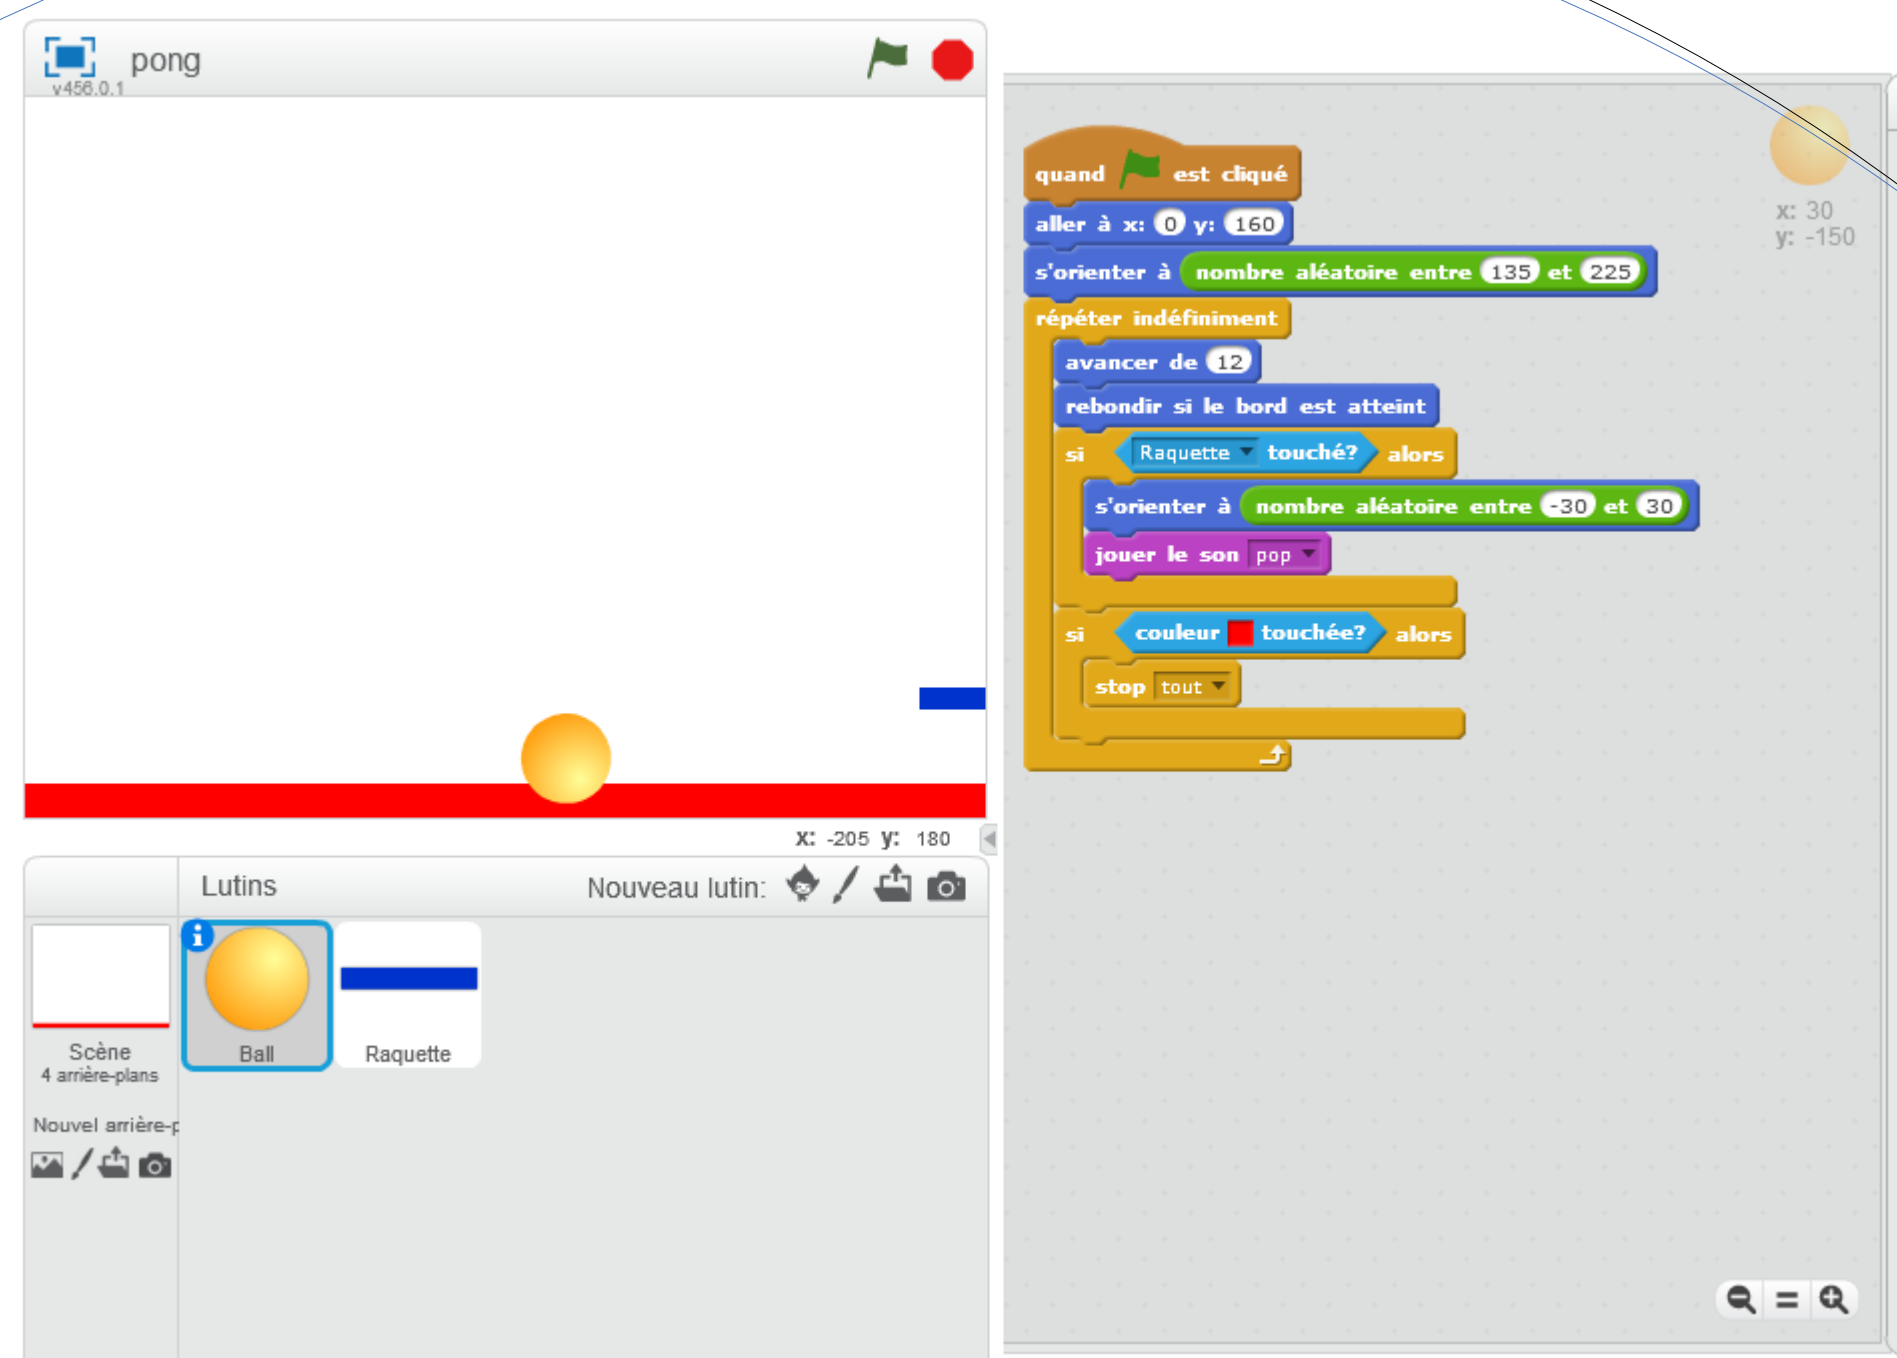 pong
v456.0.1
x: -205 y: 180
Lutins
Nouveau lutin:
Scène
4 arrière-plans
Nouvel arrière-p
Ball
Raquette
quand est cliqué
aller à x: 0 y: 160
s'orienter à nombre aléatoire entre 135 et 225
répéter indéfiniment
avancer de 12
rebondir si le bord est atteint
si Raquette touché? alors
s'orienter à nombre aléatoire entre -30 et 30
jouer le son pop
si couleur touchée? alors
stop tout
x: 30
y: -150